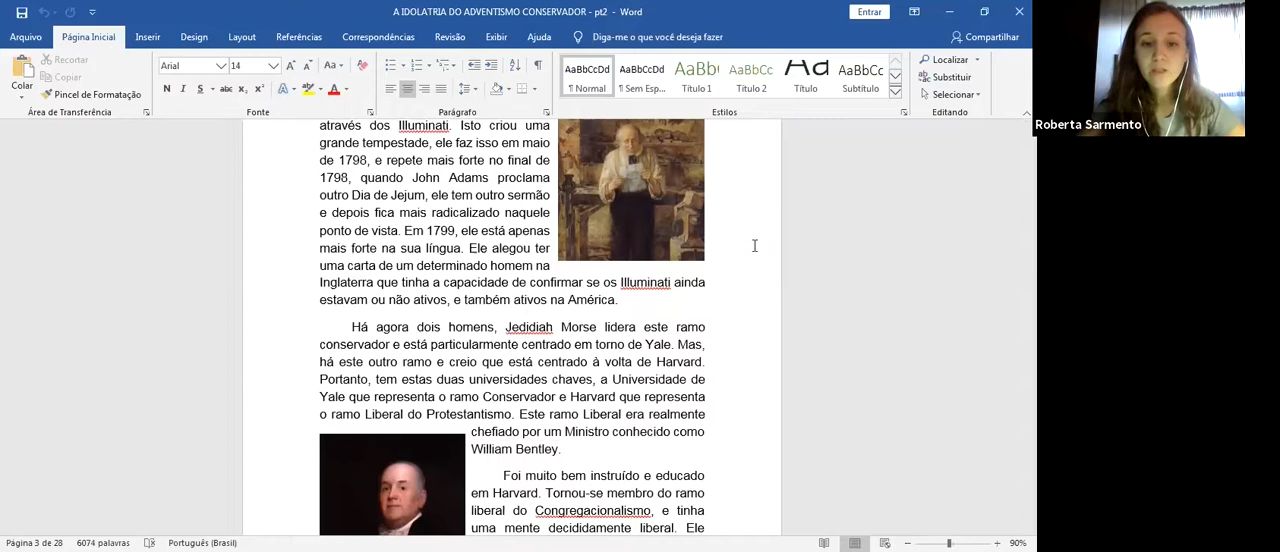 A IDOLATRIA DO ADVENTISMO CONSERVADOR - pt2 - Word
Entrar
Arquivo Página Inicial Inserir Design Layout Referências Correspondências Revisão Exibir Ajuda Diga-me o que você deseja fazer Compartilhar
Colar
Recortar
Copiar
Pincel de Formatação
Área de Transferência
Arial 14 Aa
N I S abc x₂ x² A A
Fonte
Parágrafo
AaBbCcDd AaBbCcDd AaBbC AaBbCc Aa AaBbCc
¶ Normal ¶ Sem Esp... Título 1 Título 2 Título Subtítulo
Estilos
Localizar
Substituir
Selecionar
Editando
Roberta Sarmento
através dos Illuminati. Isto criou uma
grande tempestade, ele faz isso em maio
de 1798, e repete mais forte no final de
1798, quando John Adams proclama
outro Dia de Jejum, ele tem outro sermão
e depois fica mais radicalizado naquele
ponto de vista. Em 1799, ele está apenas
mais forte na sua língua. Ele alegou ter
uma carta de um determinado homem na
Inglaterra que tinha a capacidade de confirmar se os Illuminati ainda
estavam ou não ativos, e também ativos na América.
Há agora dois homens, Jedidiah Morse lidera este ramo
conservador e está particularmente centrado em torno de Yale. Mas,
há este outro ramo e creio que está centrado à volta de Harvard.
Portanto, tem estas duas universidades chaves, a Universidade de
Yale que representa o ramo Conservador e Harvard que representa
o ramo Liberal do Protestantismo. Este ramo Liberal era realmente
chefiado por um Ministro conhecido como
William Bentley.
Foi muito bem instruído e educado
em Harvard. Tornou-se membro do ramo
liberal do Congregacionalismo, e tinha
uma mente decididamente liberal. Ele
Página 3 de 28 6074 palavras Português (Brasil) 90%